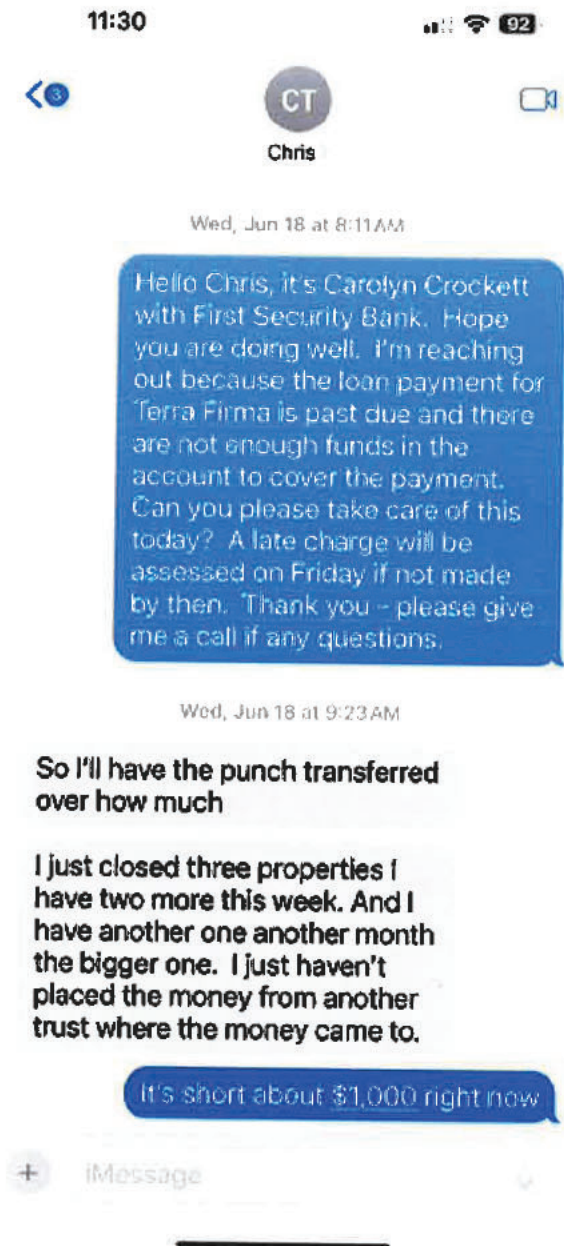 11:30
92
3
CT
Chris
Wed, Jun 18 at 8:11 AM
Hello Chris, it's Carolyn Crockett
with First Security Bank. Hope
you are doing well. I'm reaching
out because the loan payment for
Terra Firma is past due and there
are not enough funds in the
account to cover the payment.
Can you please take care of this
today? A late charge will be
assessed on Friday if not made
by then. Thank you - please give
me a call if any questions.
Wed, Jun 18 at 9:23 AM
So I'll have the punch transferred
over how much
I just closed three properties I
have two more this week. And I
have another one another month
the bigger one. I just haven't
placed the money from another
trust where the money came to.
It's short about $1,000 right now
+ iMessage